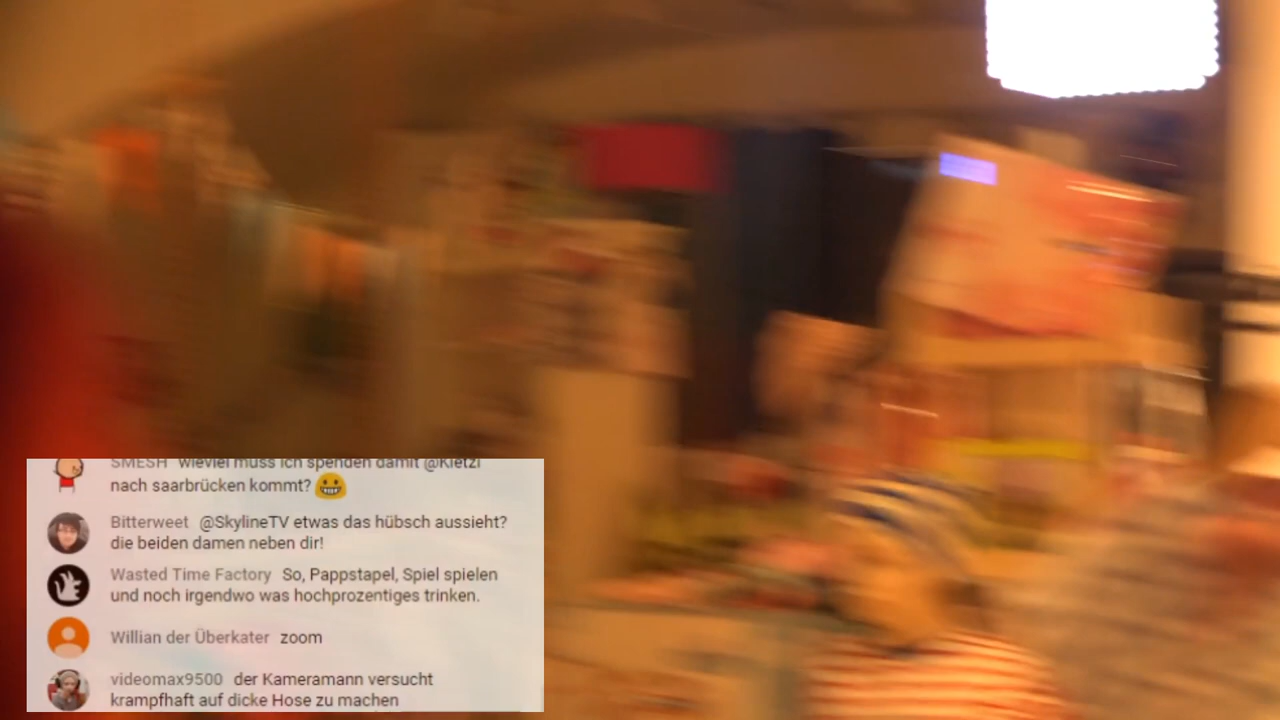 SMESH wieviel muss ich spenden damit @Kletzi
nach saarbrücken kommt?
Bitterweet @SkylineTV etwas das hübsch aussieht?
die beiden damen neben dir!
Wasted Time Factory So, Pappstapel, Spiel spielen
und noch irgendwo was hochprozentiges trinken.
Willian der Überkater zoom
videomax9500 der Kameramann versucht
krampfhaft auf dicke Hose zu machen